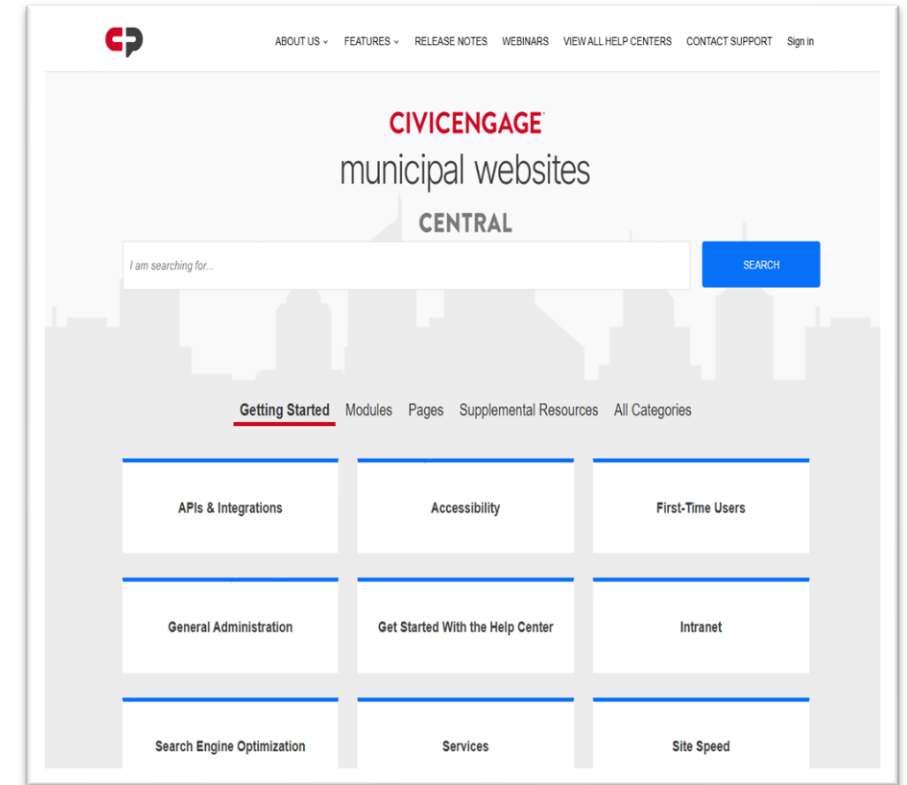 ABOUT US FEATURES RELEASE NOTES WEBINARS VIEW ALL HELP CENTERS CONTACT SUPPORT Sign in
CIVICENGAGE
municipal websites
CENTRAL
I am searching for... SEARCH
Getting Started Modules Pages Supplemental Resources All Categories
APIs & Integrations Accessibility First-Time Users
General Administration Get Started With the Help Center Intranet
Search Engine Optimization Services Site Speed